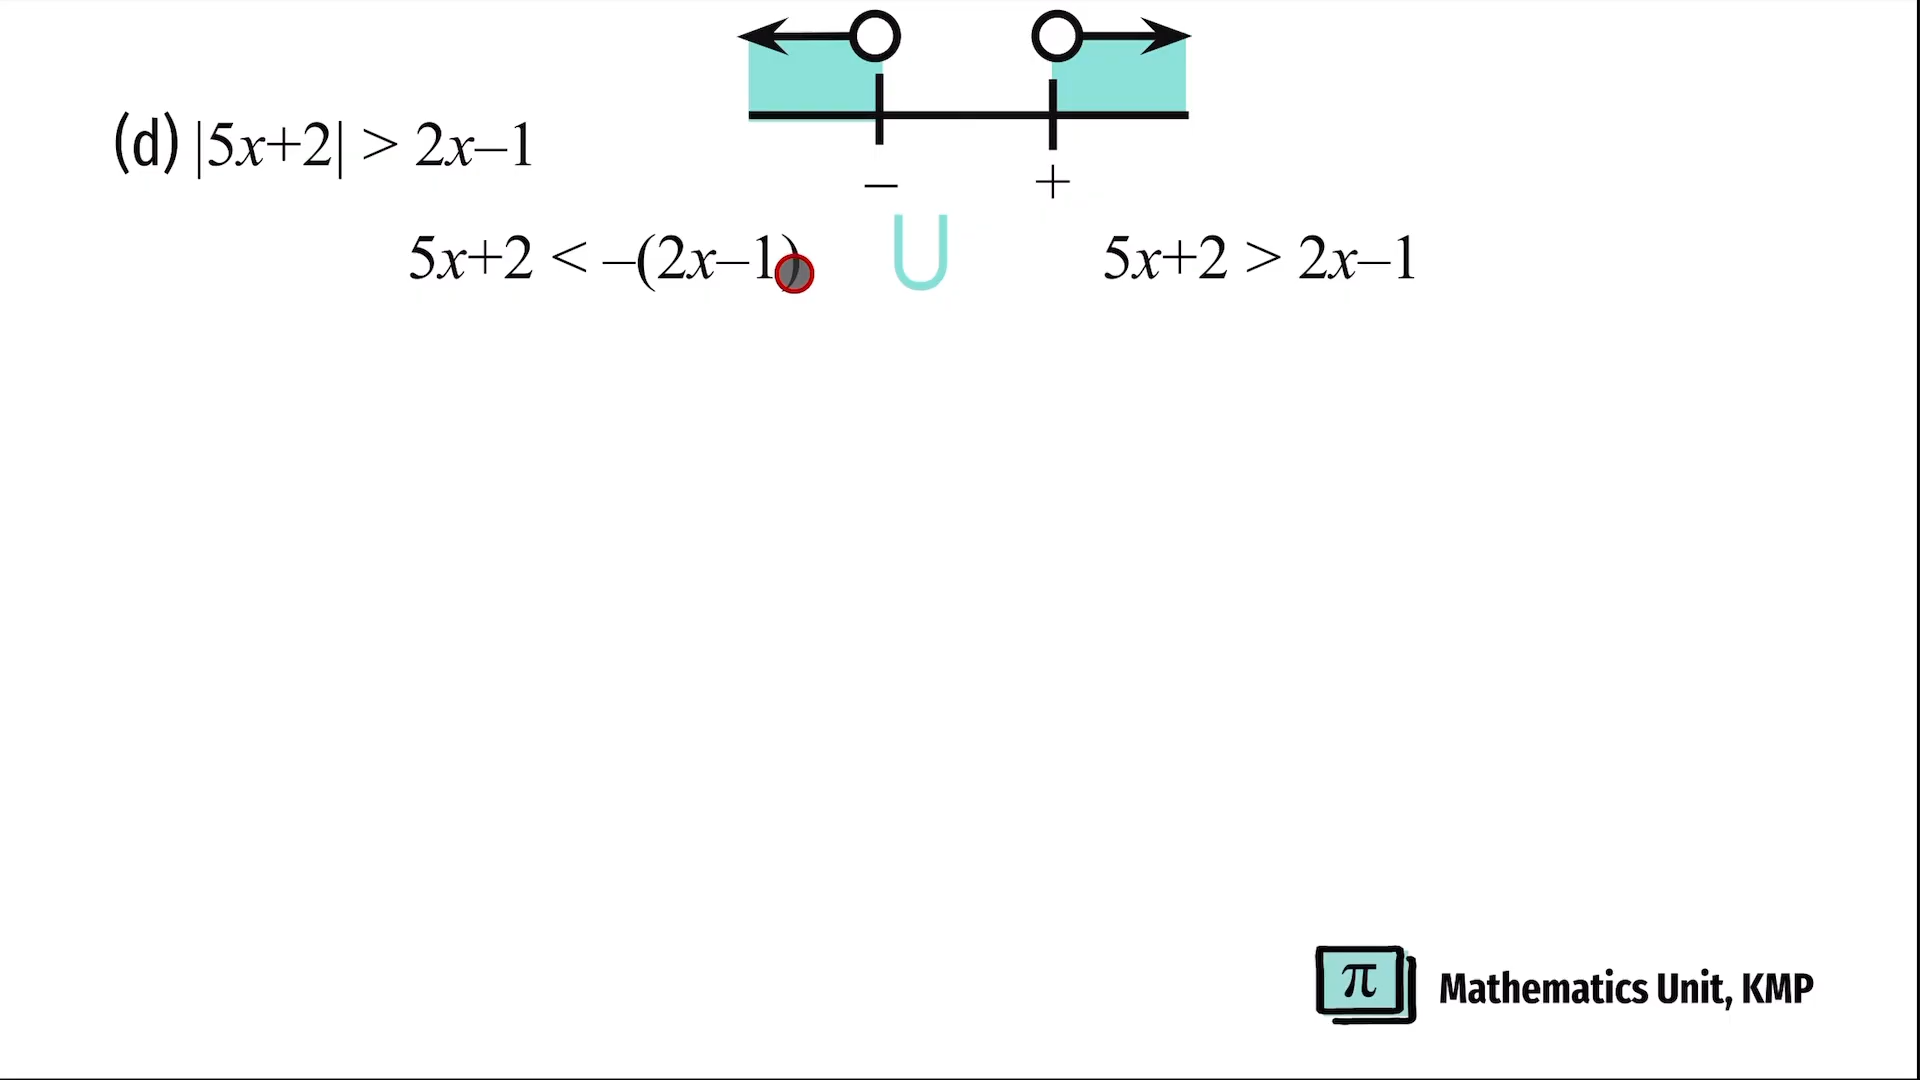 – +
(d) |5x+2| > 2x–1
5x+2 < –(2x–1) ∪ 5x+2 > 2x–1
π Mathematics Unit, KMP